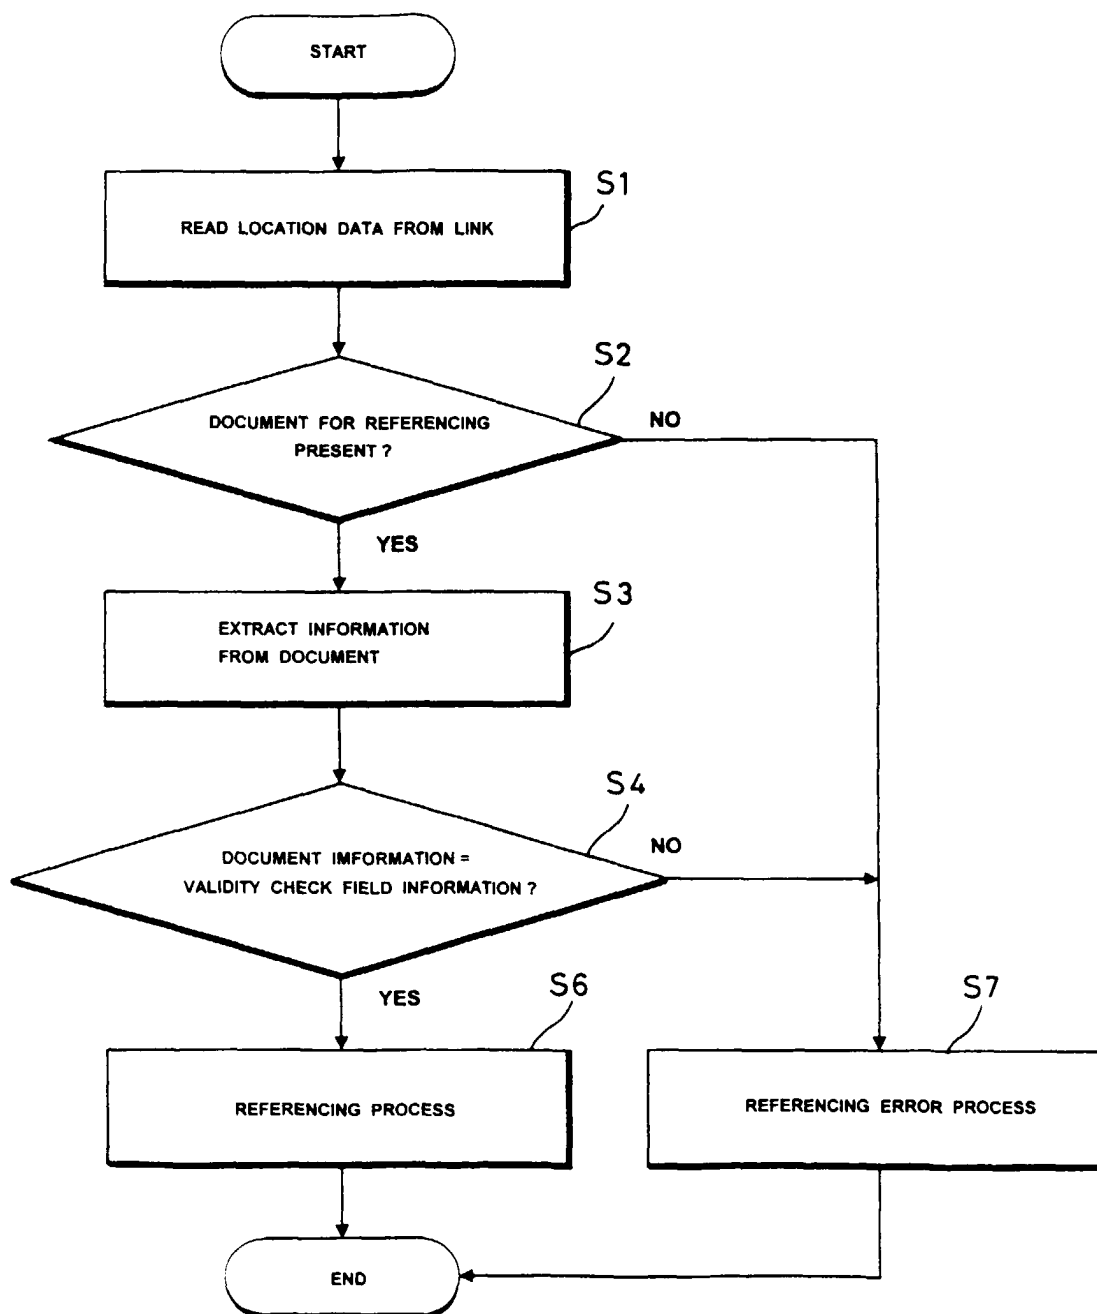 START
S1
READ LOCATION DATA FROM LINK
S2
DOCUMENT FOR REFERENCING
PRESENT ?
NO
YES
S3
EXTRACT INFORMATION
FROM DOCUMENT
S4
DOCUMENT IMFORMATION =
VALIDITY CHECK FIELD INFORMATION ?
NO
YES
S6
REFERENCING PROCESS
S7
REFERENCING ERROR PROCESS
END